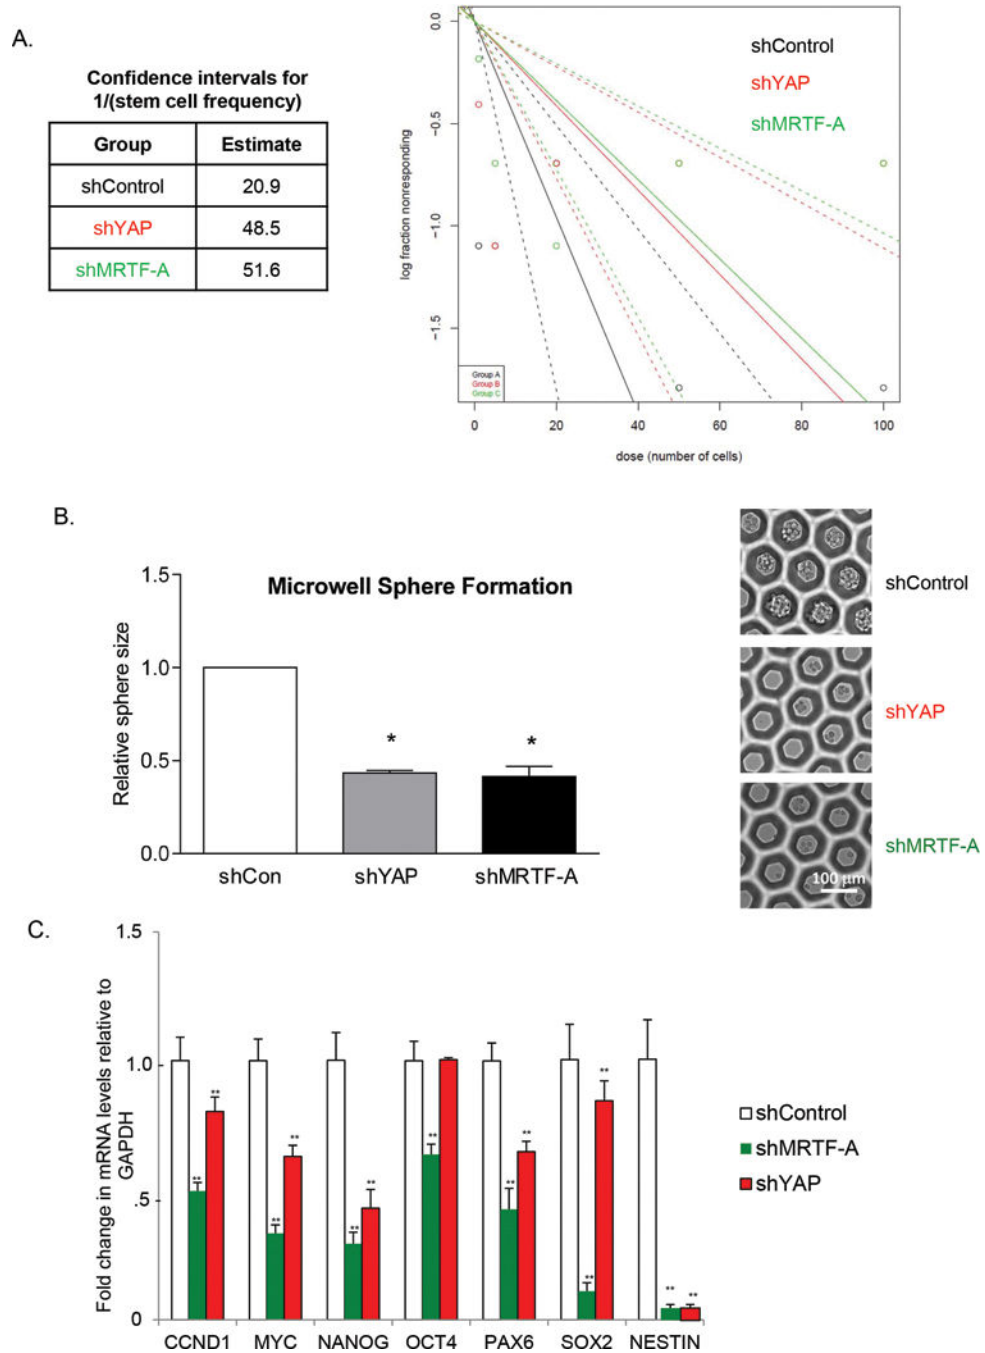 A.
Confidence intervals for
1/(stem cell frequency)
Group Estimate
shControl 20.9
shYAP 48.5
shMRTF-A 51.6
shControl
shYAP
shMRTF-A
log fraction nonresponding
0.0
−0.5
−1.0
−1.5
Group A
Group B
Group C
0 20 40 60 80 100
dose (number of cells)
B.
Microwell Sphere Formation
Relative sphere size
1.5
1.0
0.5
0.0
* *
shCon shYAP shMRTF-A
shControl
shYAP
shMRTF-A
100 µm
C.
Fold change in mRNA levels relative to
GAPDH
1.5
1.0
.5
0
** ** ** ** ** ** ** ** ** ** ** ** **
CCND1 MYC NANOG OCT4 PAX6 SOX2 NESTIN
shControl
shMRTF-A
shYAP